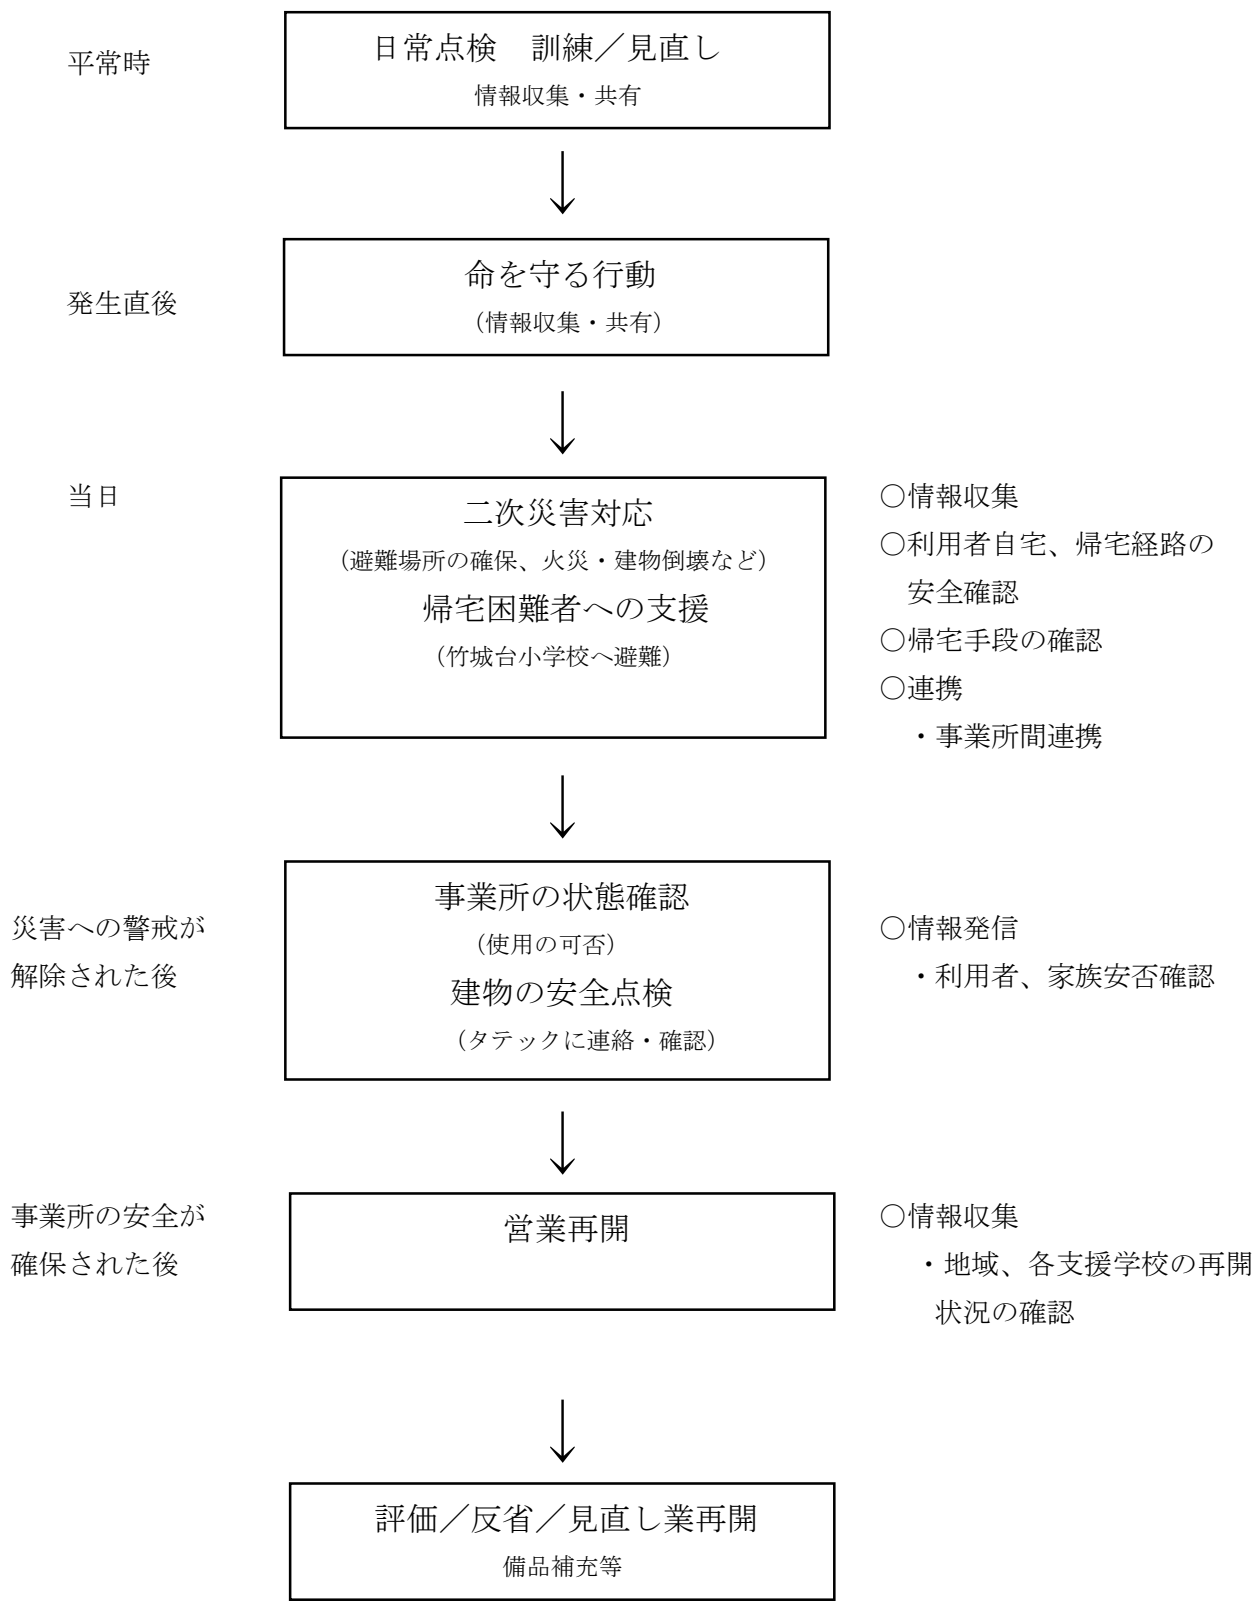 平常時
日常点検　訓練／見直し
情報収集・共有
↓
発生直後
命を守る行動
（情報収集・共有）
↓
当日
二次災害対応
（避難場所の確保、火災・建物倒壊など）
帰宅困難者への支援
（竹城台小学校へ避難）
○情報収集
○利用者自宅、帰宅経路の
安全確認
○帰宅手段の確認
○連携
・事業所間連携
↓
災害への警戒が
解除された後
事業所の状態確認
（使用の可否）
建物の安全点検
（タテックに連絡・確認）
○情報発信
・利用者、家族安否確認
↓
事業所の安全が
確保された後
営業再開
○情報収集
・地域、各支援学校の再開
状況の確認
↓
評価／反省／見直し業再開
備品補充等